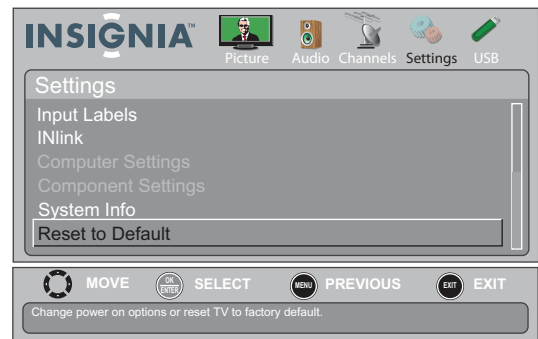 INSIGNIA™
Picture Audio Channels Settings USB
Settings
Input Labels
INlink
Computer Settings
Component Settings
System Info
Reset to Default
MOVE OK ENTER SELECT MENU PREVIOUS EXIT EXIT
Change power on options or reset TV to factory default.